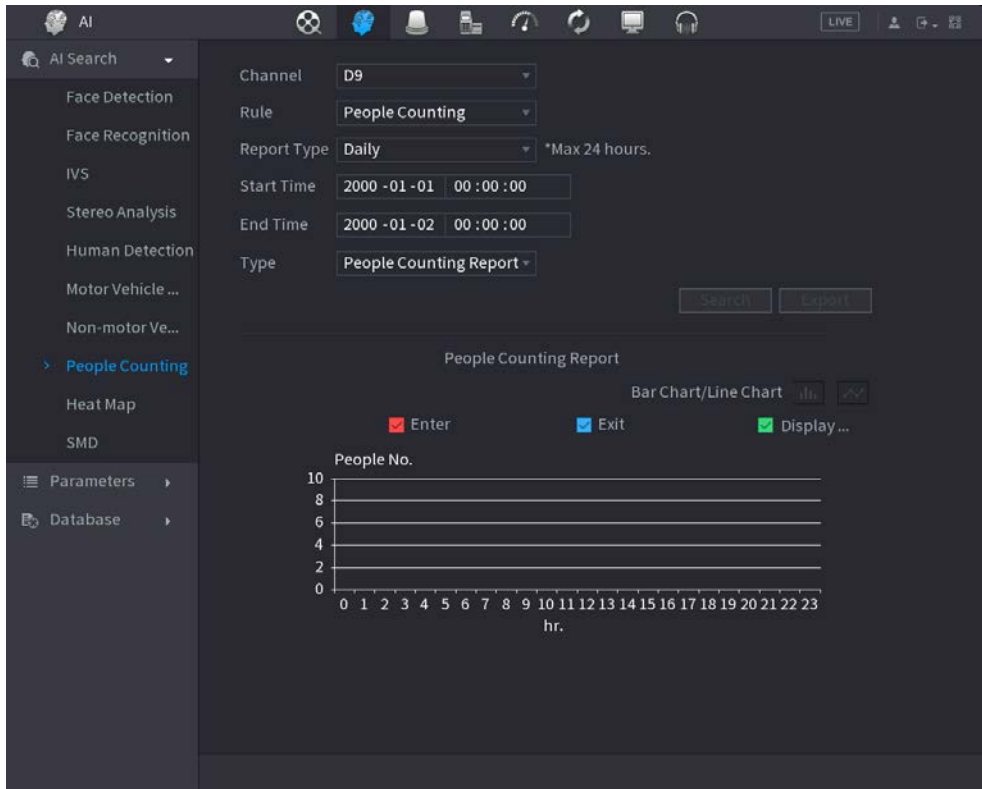 AI
LIVE
AI Search
Face Detection
Face Recognition
IVS
Stereo Analysis
Human Detection
Motor Vehicle ...
Non-motor Ve...
People Counting
Heat Map
SMD
Parameters
Database
Channel D9
Rule People Counting
Report Type Daily *Max 24 hours.
Start Time 2000 -01 -01 00 : 00 : 00
End Time 2000 -01 -02 00 : 00 : 00
Type People Counting Report
Search Export
People Counting Report
Bar Chart/Line Chart
Enter Exit Display ...
People No.
10
8
6
4
2
0
0 1 2 3 4 5 6 7 8 9 10 11 12 13 14 15 16 17 18 19 20 21 22 23
hr.